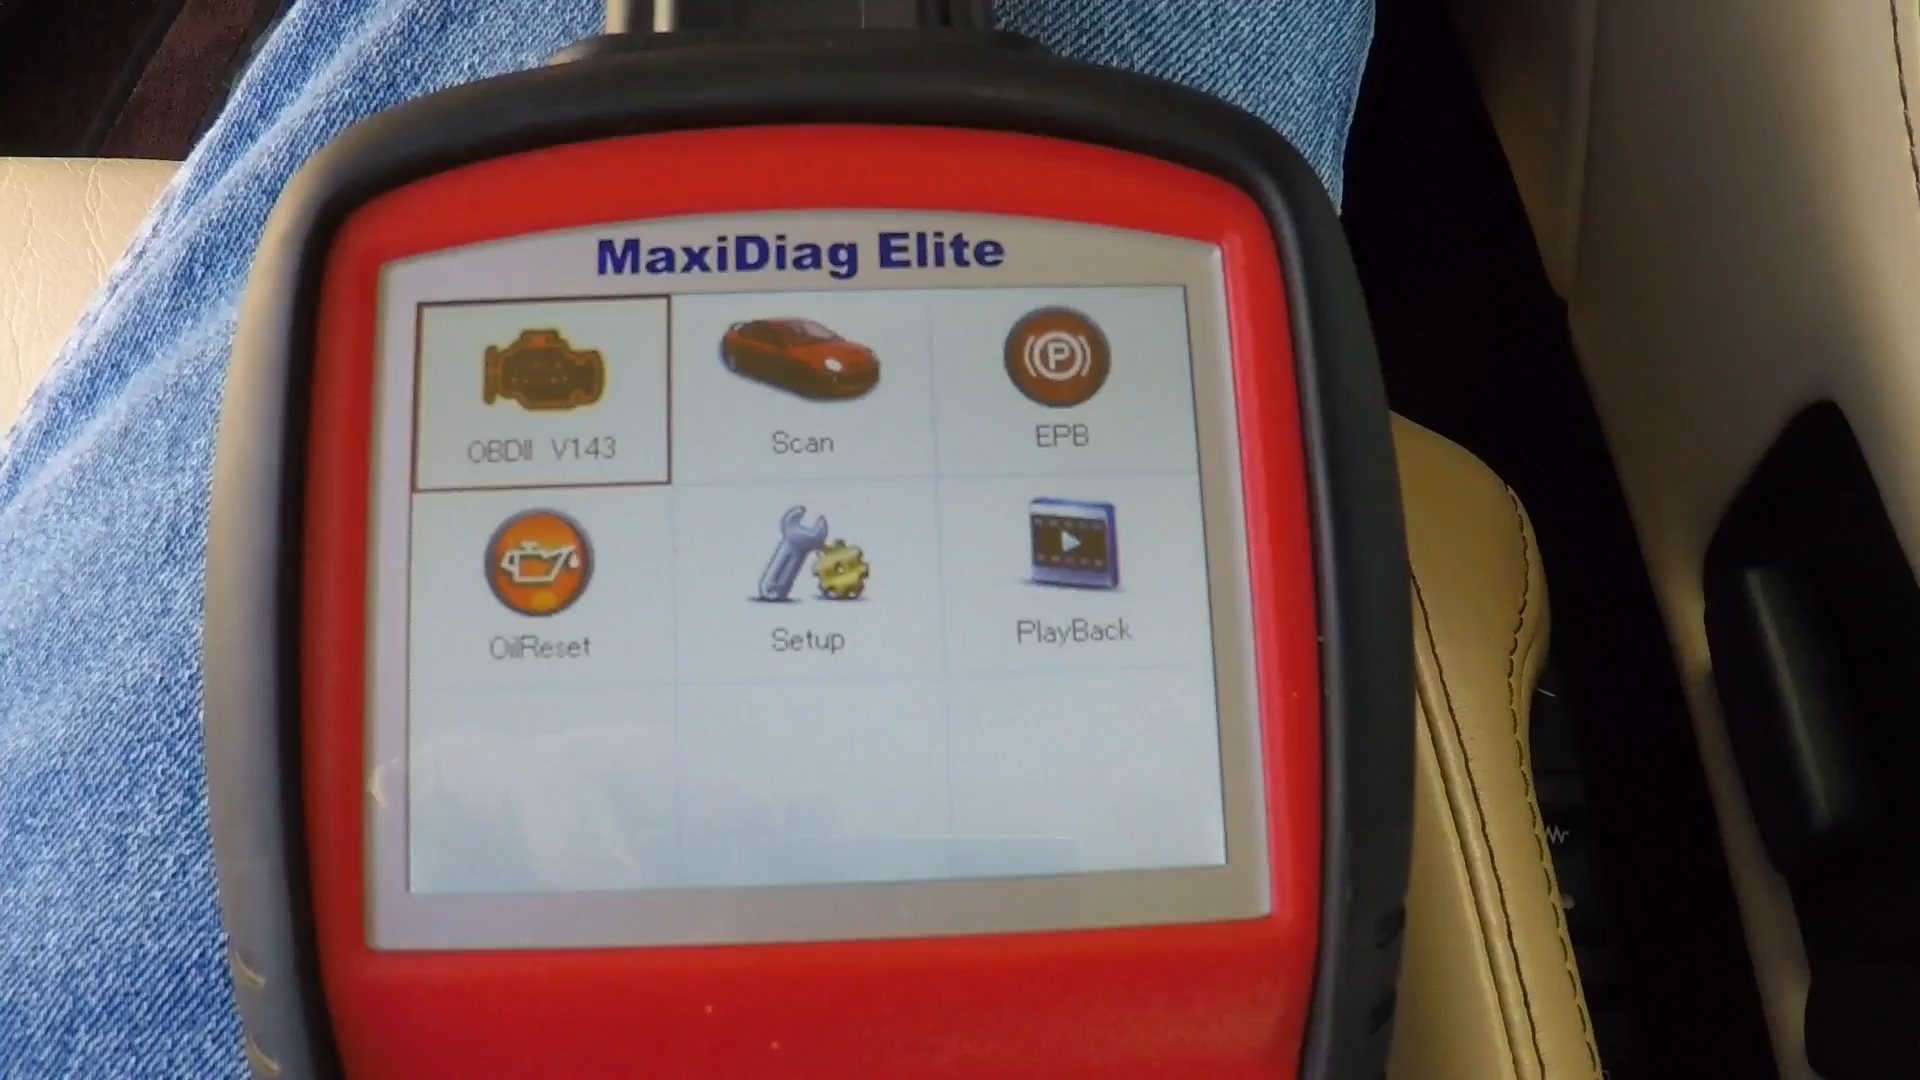 MaxiDiag Elite
OBDII V143
Scan
P
EPB
OilReset
Setup
PlayBack